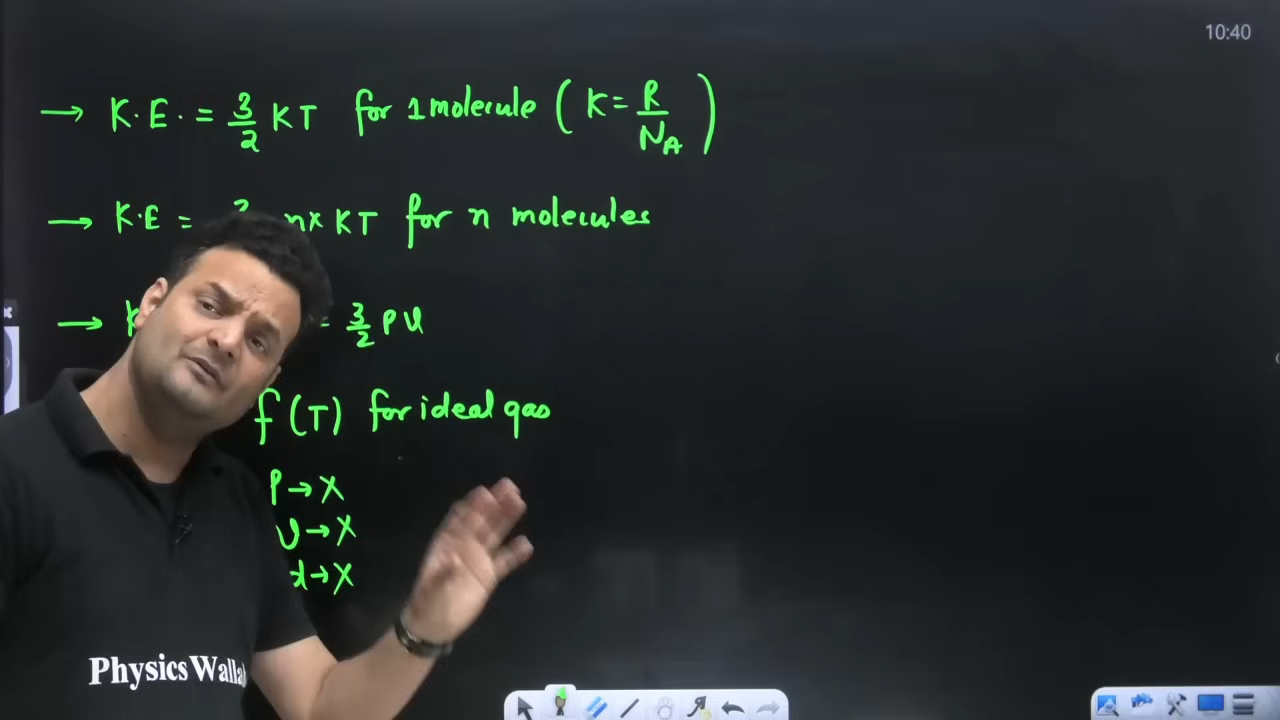 10:40
→ K.E. = 3/2 KT for 1 molecule (K = R/N_A)
→ K.E = n× KT for n molecules
→ = 3/2 PV
f(T) for ideal gas
P → X
V → X
→ X
Physics Walla